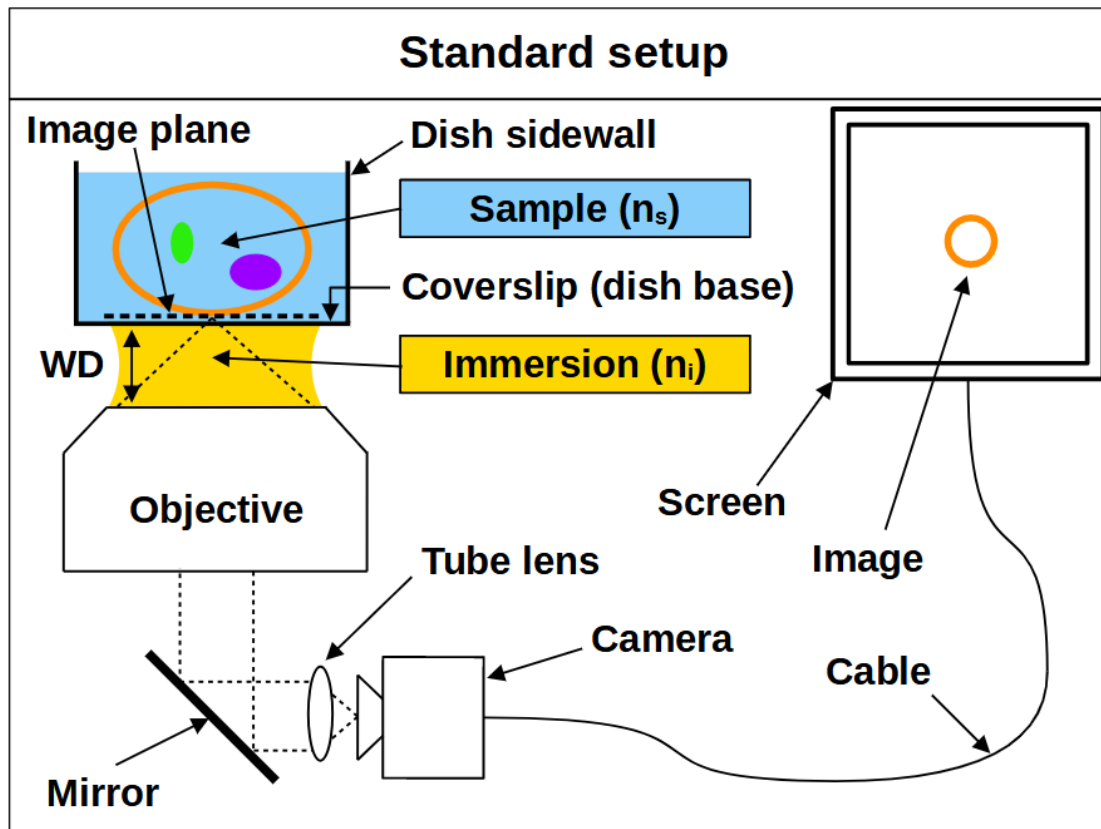 Standard setup
Image plane
Dish sidewall
Sample (nₛ)
Coverslip (dish base)
WD
Immersion (nᵢ)
Objective
Screen
Image
Tube lens
Camera
Cable
Mirror